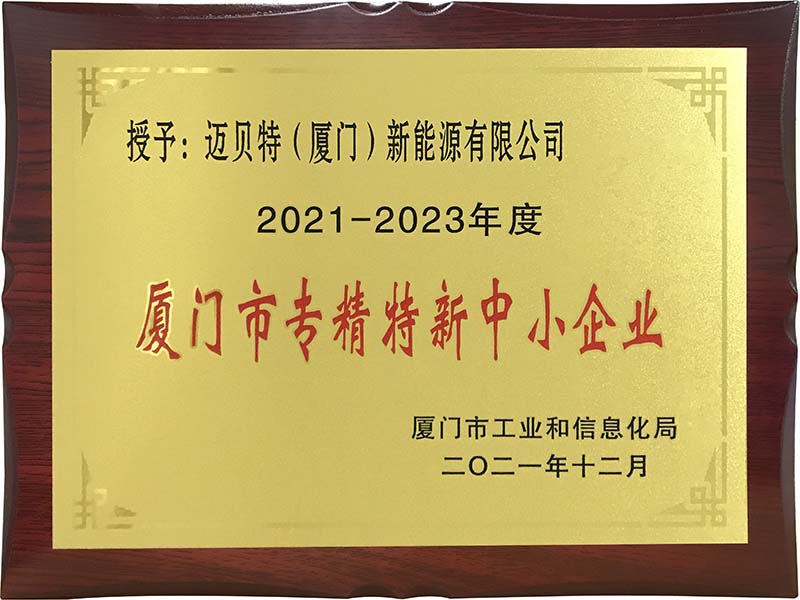 授予：迈贝特（厦门）新能源有限公司
2021-2023年度
厦门市专精特新中小企业
厦门市工业和信息化局
二〇二一年十二月